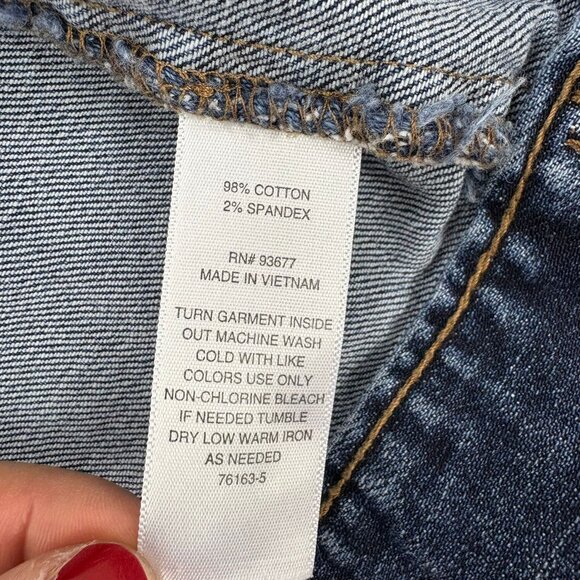 98% COTTON
2% SPANDEX
RN# 93677
MADE IN VIETNAM
TURN GARMENT INSIDE
OUT MACHINE WASH
COLD WITH LIKE
COLORS USE ONLY
NON-CHLORINE BLEACH
IF NEEDED TUMBLE
DRY LOW WARM IRON
AS NEEDED
76163-5